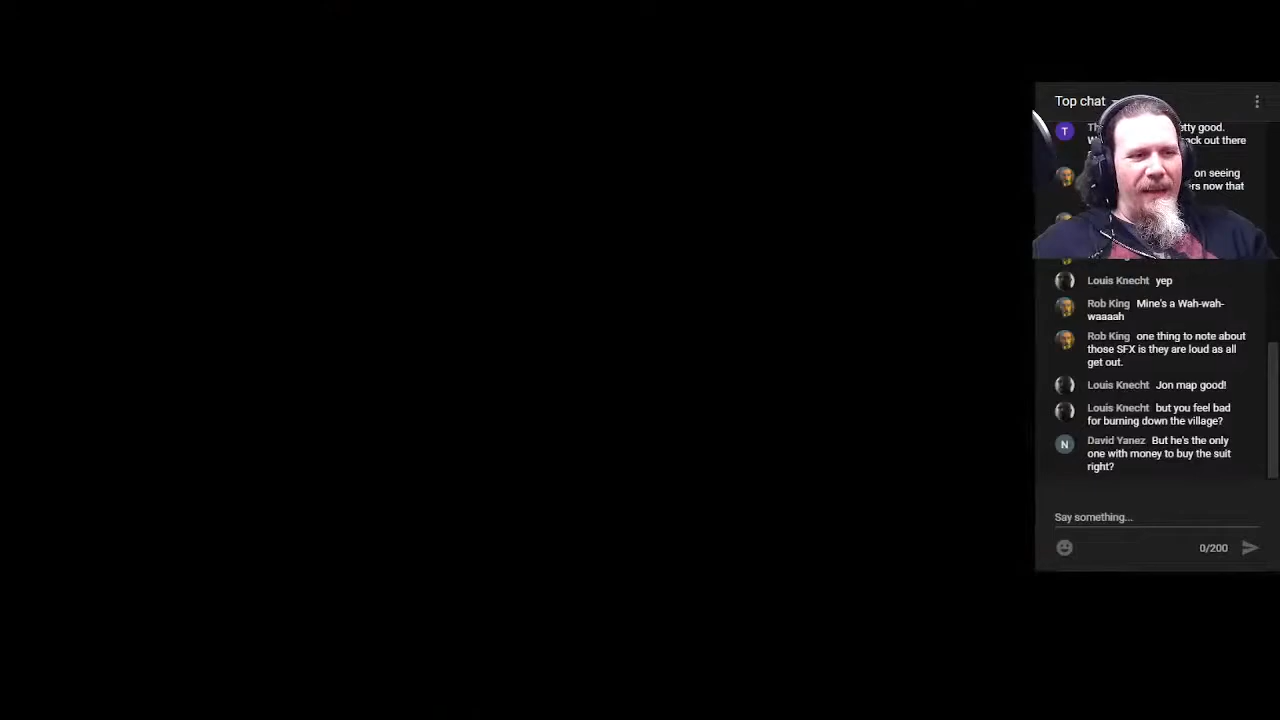 Top chat
T
etty good.
ck out there
on seeing
rs now that
Louis Knecht yep
Rob King Mine's a Wah-wah-
waaaah
Rob King one thing to note about
those SFX is they are loud as all
get out.
Louis Knecht Jon map good!
Louis Knecht but you feel bad
for burning down the village?
N
David Yanez But he's the only
one with money to buy the suit
right?
Say something...
0/200